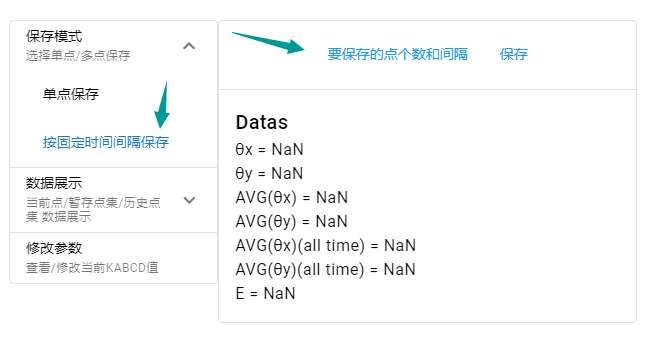 保存模式
选择单点/多点保存
单点保存
按固定时间间隔保存
数据展示
当前点/暂存点集/历史点
集 数据展示
修改参数
查看/修改当前KABCD值
要保存的点个数和间隔
保存
Datas
θx = NaN
θy = NaN
AVG(θx) = NaN
AVG(θy) = NaN
AVG(θx)(all time) = NaN
AVG(θy)(all time) = NaN
E = NaN